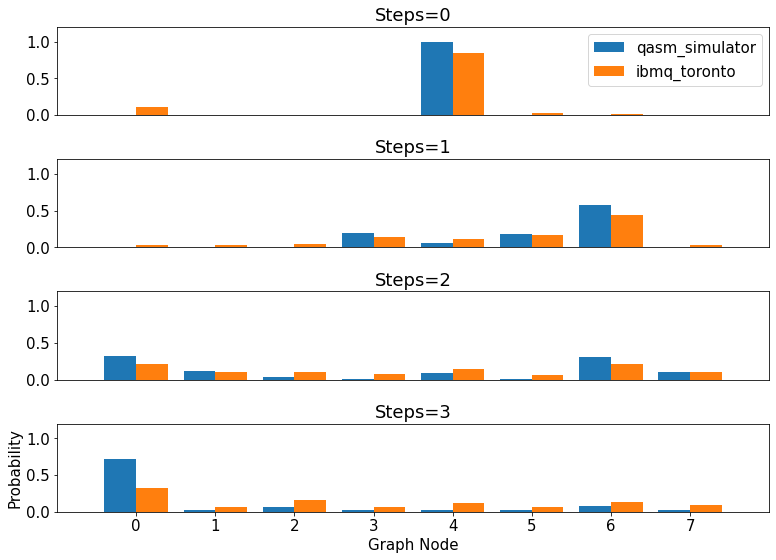 Steps=0
1.0
0.5
0.0
qasm_simulator
ibmq_toronto
Steps=1
1.0
0.5
0.0
Steps=2
1.0
0.5
0.0
Steps=3
1.0
0.5
0.0
Probability
0 1 2 3 4 5 6 7
Graph Node